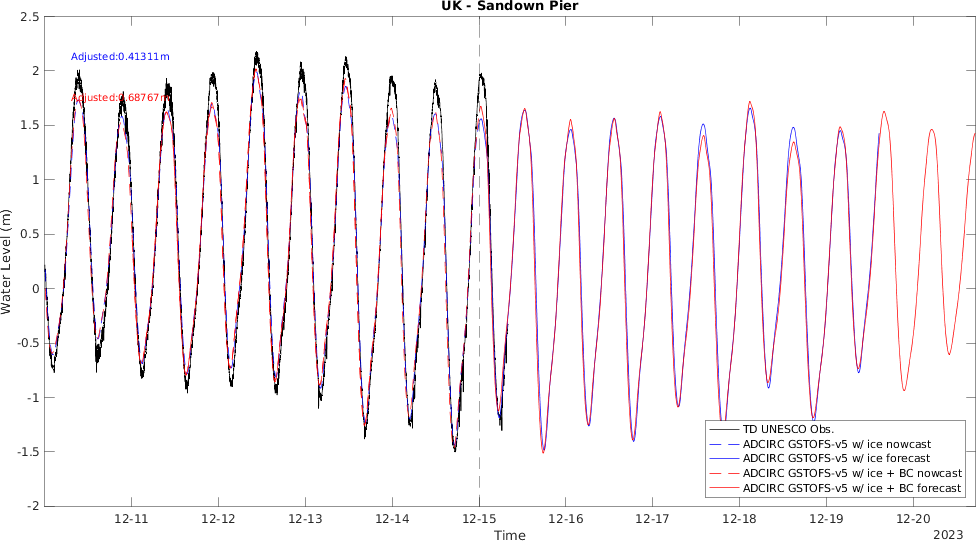 UK - Sandown Pier
Adjusted:0.41311m
Adjusted:0.68767m
Water Level (m)
2.5
2
1.5
1
0.5
0
-0.5
-1
-1.5
-2
TD UNESCO Obs.
ADCIRC GSTOFS-v5 w/ ice nowcast
ADCIRC GSTOFS-v5 w/ ice forecast
ADCIRC GSTOFS-v5 w/ ice + BC nowcast
ADCIRC GSTOFS-v5 w/ ice + BC forecast
12-11 12-12 12-13 12-14 12-15 12-16 12-17 12-18 12-19 12-20
Time
2023